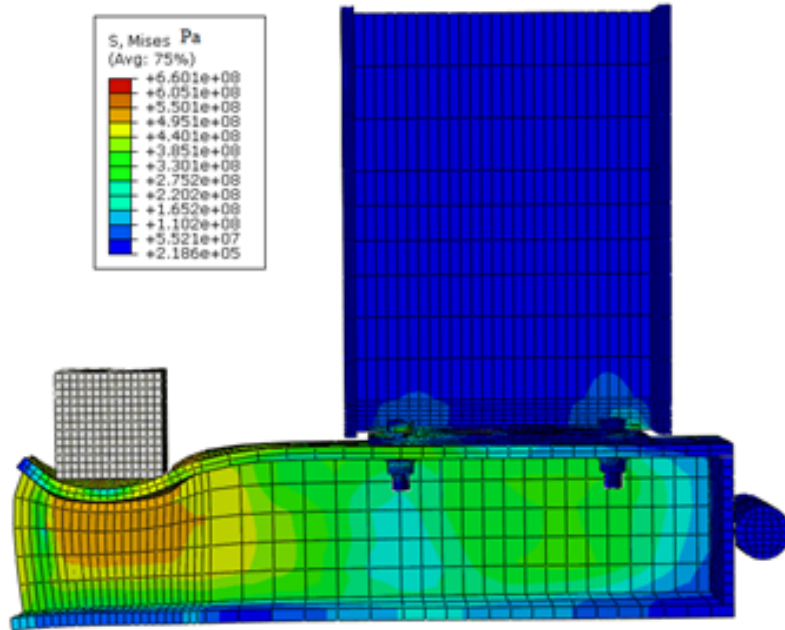 S, Mises Pa
(Avg: 75%)
+6.601e+08
+6.051e+08
+5.501e+08
+4.951e+08
+4.401e+08
+3.851e+08
+3.301e+08
+2.752e+08
+2.202e+08
+1.652e+08
+1.102e+08
+5.521e+07
+2.186e+05